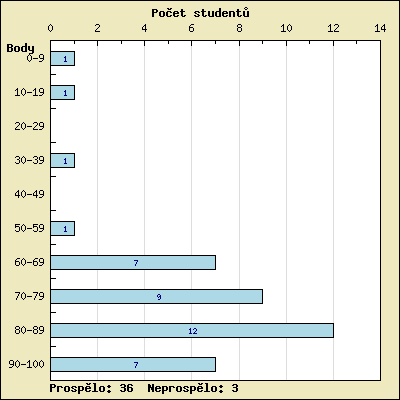 Počet studentů
0 2 4 6 8 10 12 14
Body
0-9 1
10-19 1
20-29
30-39 1
40-49
50-59 1
60-69 7
70-79 9
80-89 12
90-100 7
Prospělo: 36 Neprospělo: 3